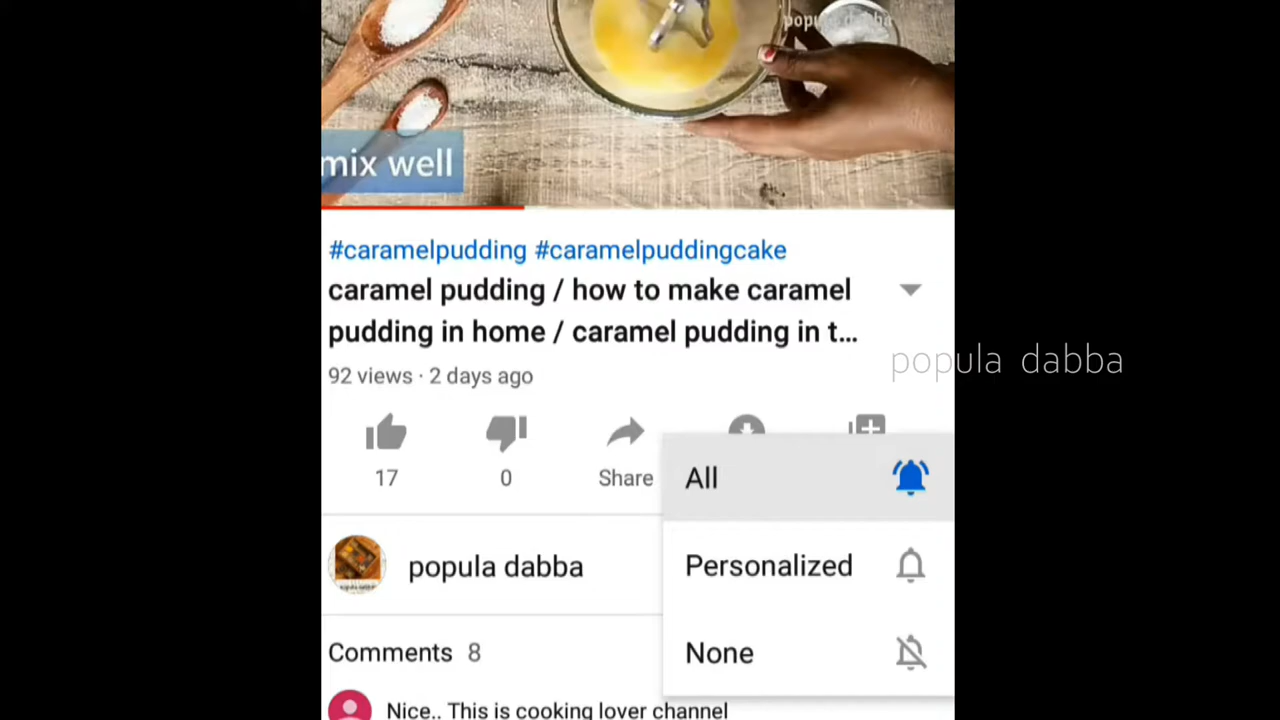 popula dabba
mix well
#caramelpudding #caramelpuddingcake
caramel pudding / how to make caramel
pudding in home / caramel pudding in t...
popula dabba
92 views · 2 days ago
17
0
Share
All
Personalized
None
popula dabba
Comments 8
Nice.. This is cooking lover channel